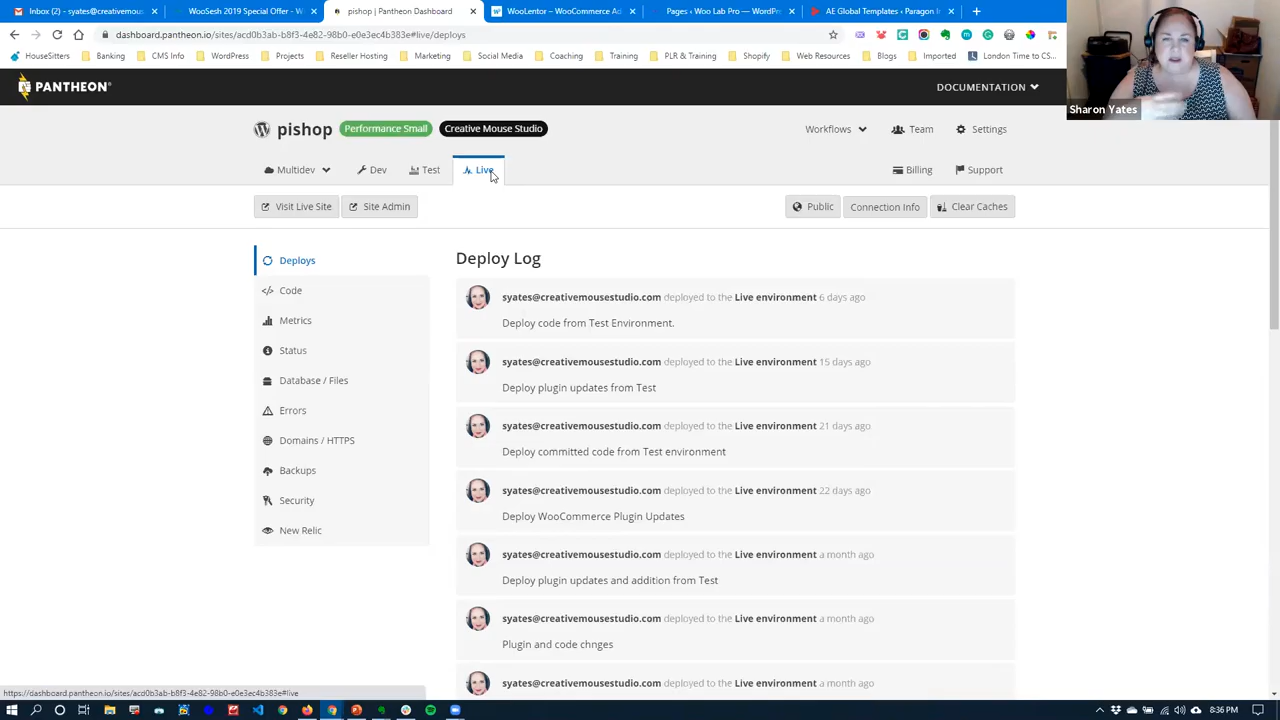 Inbox (2) - syates@creativemous
WooSesh 2019 Special Offer - W
pishop | Pantheon Dashboard
WooLentor – WooCommerce Ad
Pages ‹ Woo Lab Pro — WordPr
AE Global Templates ‹ Paragon I
dashboard.pantheon.io/sites/acd0b3ab-b8f3-4e82-98b0-e0e3ec4b383e#live/deploys
HouseSitters
Banking
CMS Info
WordPress
Projects
Reseller Hosting
Marketing
Social Media
Coaching
Training
PLR & Training
Shopify
Web Resources
Blogs
Imported
London Time to CS...
Sharon Yates
PANTHEON
DOCUMENTATION
pishop
Performance Small
Creative Mouse Studio
Workflows
Team
Settings
Multidev
Dev
Test
Live
Billing
Support
Visit Live Site
Site Admin
Public
Connection Info
Clear Caches
Deploys
Code
Metrics
Status
Database / Files
Errors
Domains / HTTPS
Backups
Security
New Relic
Deploy Log
syates@creativemousestudio.com deployed to the Live environment 6 days ago
Deploy code from Test Environment.
syates@creativemousestudio.com deployed to the Live environment 15 days ago
Deploy plugin updates from Test
syates@creativemousestudio.com deployed to the Live environment 21 days ago
Deploy committed code from Test environment
syates@creativemousestudio.com deployed to the Live environment 22 days ago
Deploy WooCommerce Plugin Updates
syates@creativemousestudio.com deployed to the Live environment a month ago
Deploy plugin updates and addition from Test
syates@creativemousestudio.com deployed to the Live environment a month ago
Plugin and code chnges
syates@creativemousestudio.com deployed to the Live environment a month ago
https://dashboard.pantheon.io/sites/acd0b3ab-b8f3-4e82-98b0-e0e3ec4b383e#live
8:36 PM